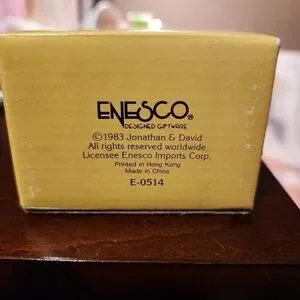 ENESCO®
DESIGNED GIFTWARE
©1983 Jonathan & David
All rights reserved worldwide
Licensee Enesco Imports Corp.
Printed in Hong Kong
Made in China
E-0514